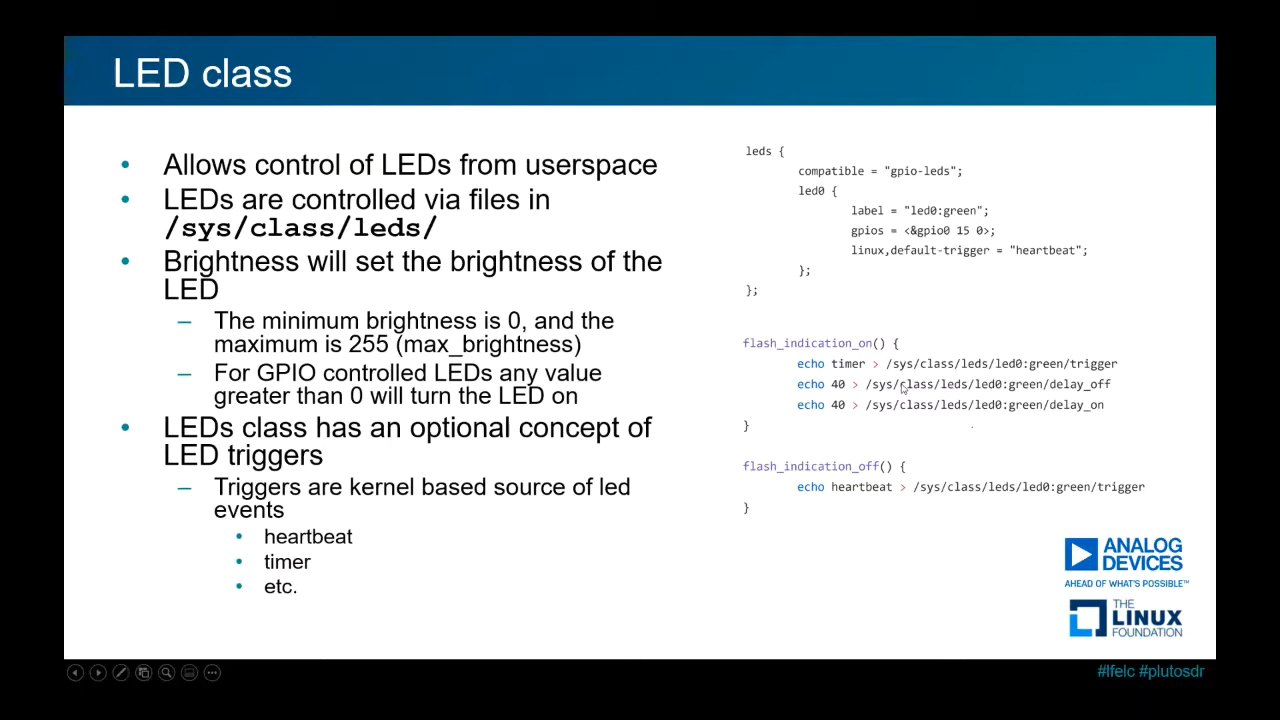 LED class
Allows control of LEDs from userspace
LEDs are controlled via files in
/sys/class/leds/
Brightness will set the brightness of the
LED
The minimum brightness is 0, and the
maximum is 255 (max_brightness)
For GPIO controlled LEDs any value
greater than 0 will turn the LED on
LEDs class has an optional concept of
LED triggers
Triggers are kernel based source of led
events
heartbeat
timer
etc.
leds {
compatible = "gpio-leds";
led0 {
label = "led0:green";
gpios = <&gpio0 15 0>;
linux,default-trigger = "heartbeat";
};
};
flash_indication_on() {
echo timer > /sys/class/leds/led0:green/trigger
echo 40 > /sys/class/leds/led0:green/delay_off
echo 40 > /sys/class/leds/led0:green/delay_on
}
flash_indication_off() {
echo heartbeat > /sys/class/leds/led0:green/trigger
}
ANALOG
DEVICES
AHEAD OF WHAT'S POSSIBLE™
THE
LINUX
FOUNDATION
#lfelc #plutosdr